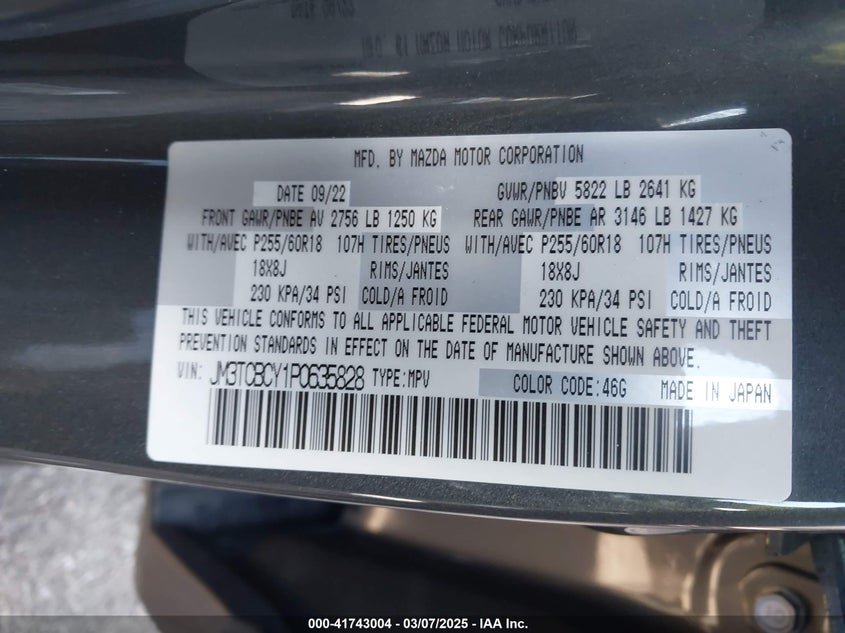 MFD. BY MAZDA MOTOR CORPORATION
DATE 09/22 GVWR/PNBV 5822 LB 2641 KG
FRONT GAWR/PNBE AV 2756 LB 1250 KG REAR GAWR/PNBE AR 3146 LB 1427 KG
WITH/AVEC P255/60R18 107H TIRES/PNEUS WITH/AVEC P255/60R18 107H TIRES/PNEUS
18X8J RIMS/JANTES 18X8J RIMS/JANTES
230 KPA/34 PSI COLD/A FROID 230 KPA/34 PSI COLD/A FROID
THIS VEHICLE CONFORMS TO ALL APPLICABLE FEDERAL MOTOR VEHICLE SAFETY AND THEFT
PREVENTION STANDARDS IN EFFECT ON THE DATE OF MANUFACTURE SHOWN ABOVE.
VIN: JM3TCBCY1P0635828 TYPE:MPV COLOR CODE:46G MADE IN JAPAN
000-41743004 - 03/07/2025 - IAA Inc.